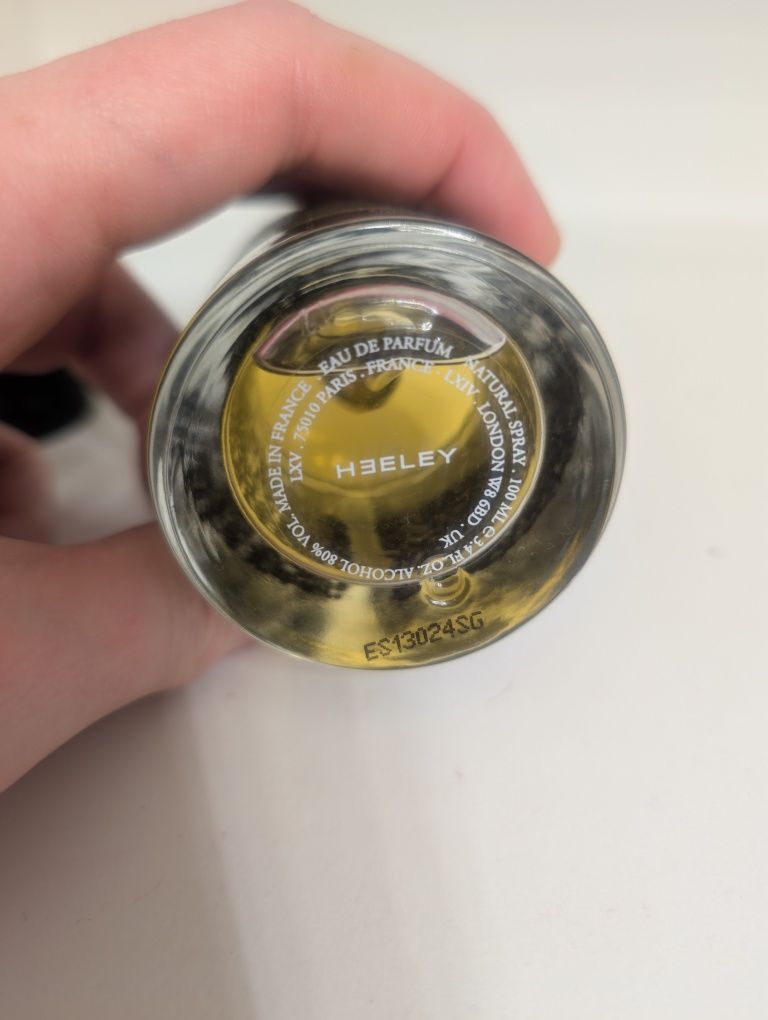 EAU DE PARFUM . NATURAL SPRAY . 100 ML e 3.4 FL.OZ. ALCOHOL 80% VOL. MADE IN FRANCE .
LXV . 75010 PARIS . FRANCE - LXIV . LONDON W8 6BD . UK
HEELEY
ES13024SG